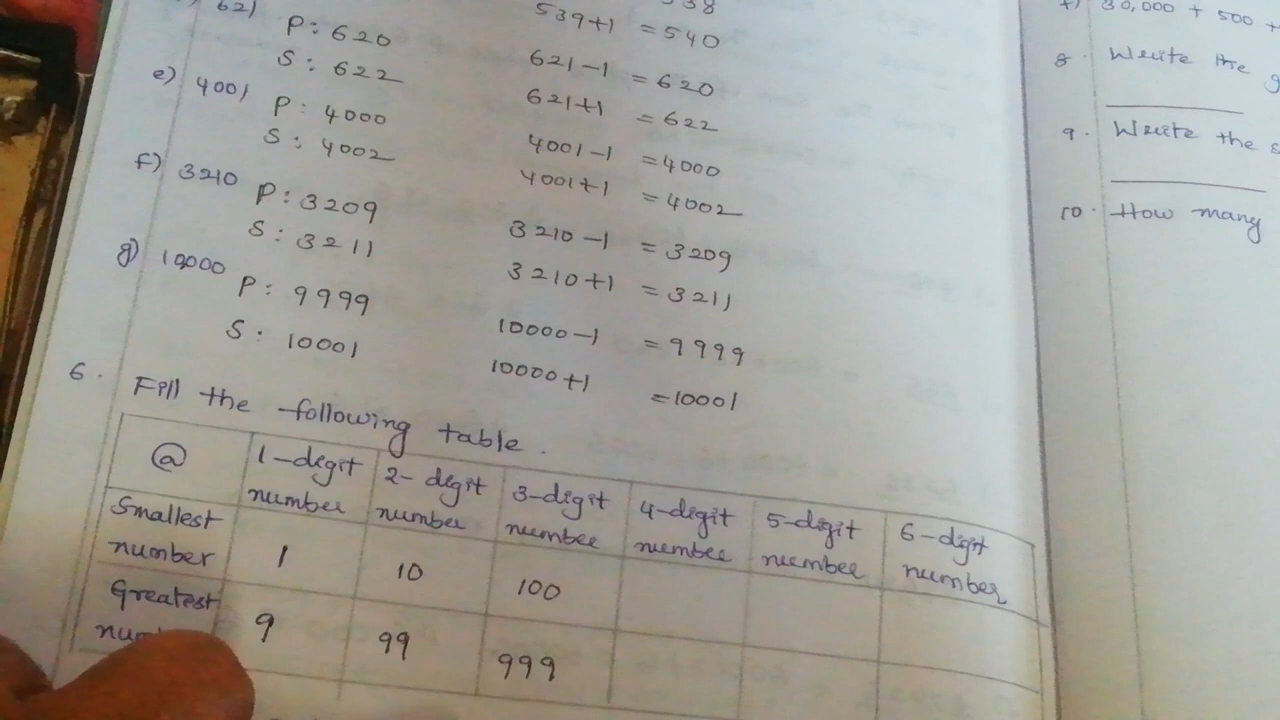 621
P: 620
S: 622
538
539+1 = 540
621-1 = 620
621+1 = 622
e) 4001
P: 4000
S: 4002
4001-1 = 4000
4001+1 = 4002
f) 3210
P: 3209
S: 3211
3210-1 = 3209
3210+1 = 3211
g) 10000
P: 9999
S: 10001
10000-1 = 9999
10000+1 = 10001
6. Fill the following table.
@ 1-digit number 2-digit number 3-digit number 4-digit number 5-digit number 6-digit number
Smallest number 1 10 100
Greatest 9 99 999
30,000 + 500 +
8. Write the
9. Write the
10. How many